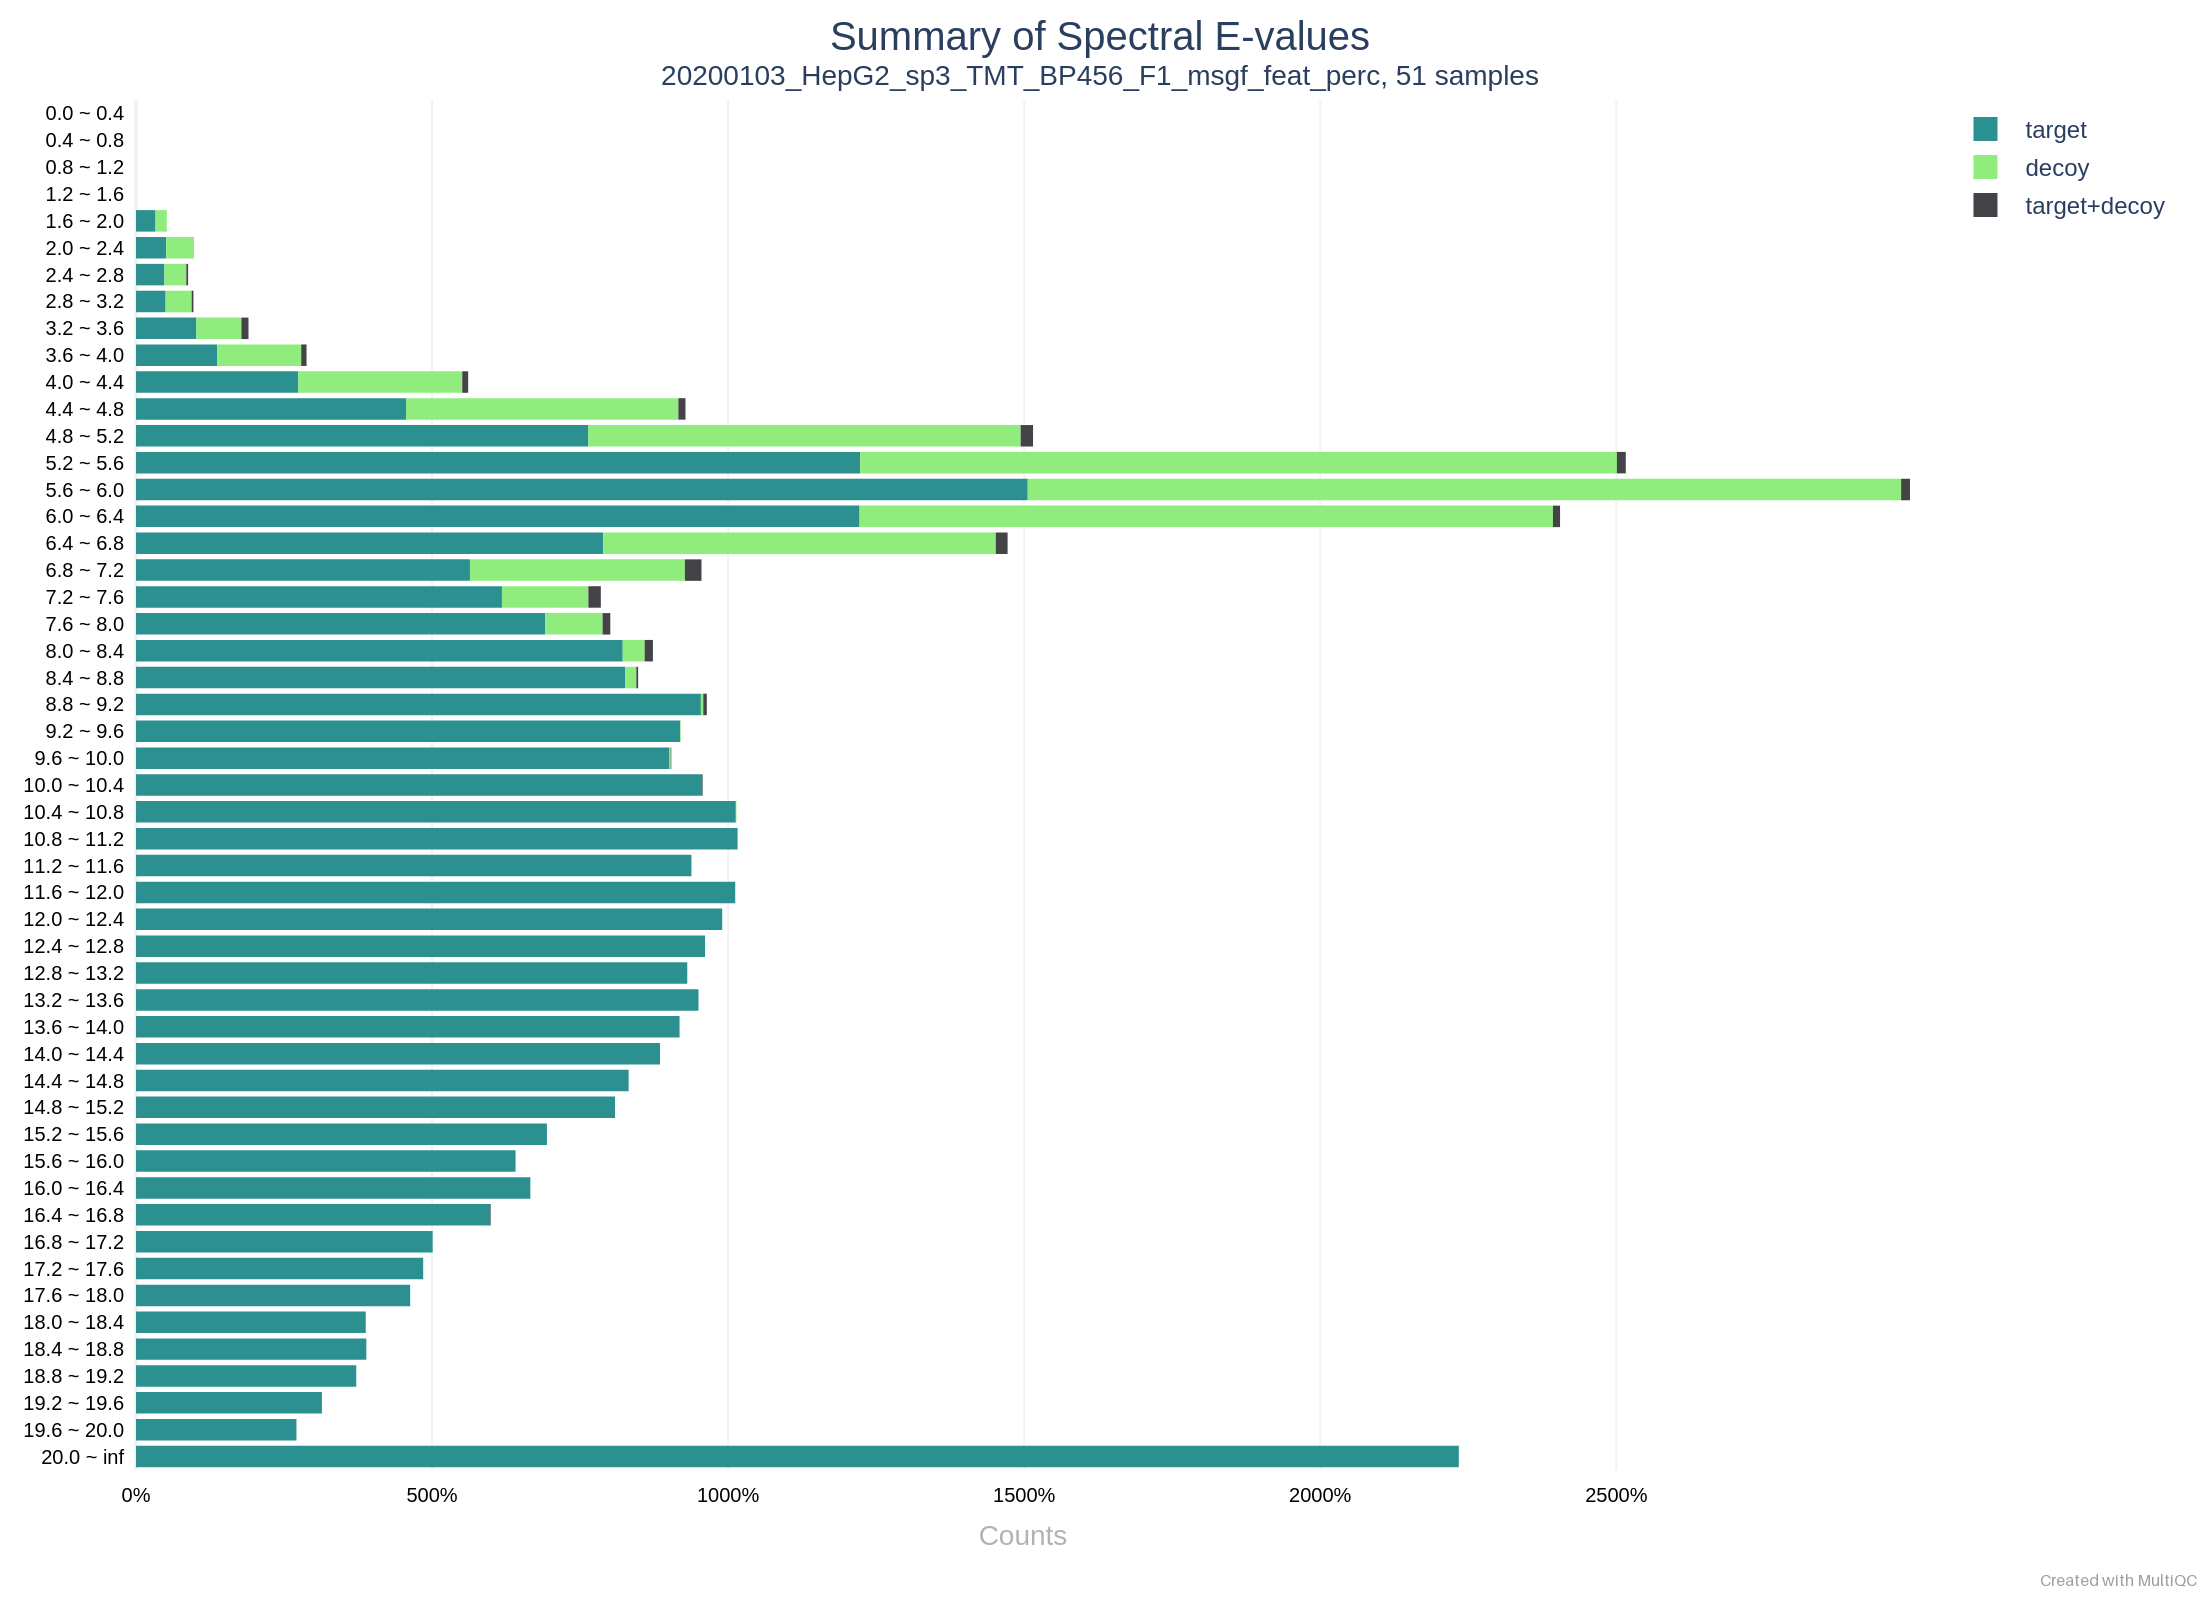 Summary of Spectral E-values
20200103_HepG2_sp3_TMT_BP456_F1_msgf_feat_perc, 51 samples
target
decoy
target+decoy
0.0 ~ 0.4
0.4 ~ 0.8
0.8 ~ 1.2
1.2 ~ 1.6
1.6 ~ 2.0
2.0 ~ 2.4
2.4 ~ 2.8
2.8 ~ 3.2
3.2 ~ 3.6
3.6 ~ 4.0
4.0 ~ 4.4
4.4 ~ 4.8
4.8 ~ 5.2
5.2 ~ 5.6
5.6 ~ 6.0
6.0 ~ 6.4
6.4 ~ 6.8
6.8 ~ 7.2
7.2 ~ 7.6
7.6 ~ 8.0
8.0 ~ 8.4
8.4 ~ 8.8
8.8 ~ 9.2
9.2 ~ 9.6
9.6 ~ 10.0
10.0 ~ 10.4
10.4 ~ 10.8
10.8 ~ 11.2
11.2 ~ 11.6
11.6 ~ 12.0
12.0 ~ 12.4
12.4 ~ 12.8
12.8 ~ 13.2
13.2 ~ 13.6
13.6 ~ 14.0
14.0 ~ 14.4
14.4 ~ 14.8
14.8 ~ 15.2
15.2 ~ 15.6
15.6 ~ 16.0
16.0 ~ 16.4
16.4 ~ 16.8
16.8 ~ 17.2
17.2 ~ 17.6
17.6 ~ 18.0
18.0 ~ 18.4
18.4 ~ 18.8
18.8 ~ 19.2
19.2 ~ 19.6
19.6 ~ 20.0
20.0 ~ inf
0% 500% 1000% 1500% 2000% 2500%
Counts
Created with MultiQC